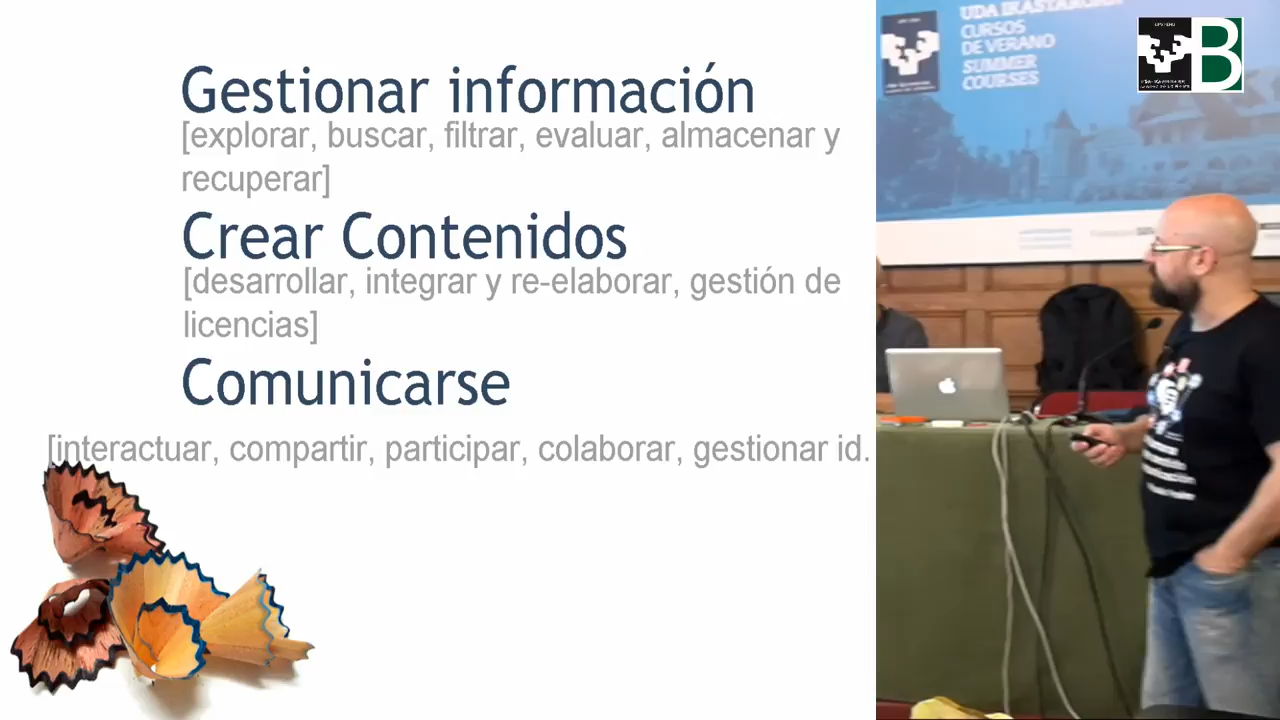 Gestionar información
[explorar, buscar, filtrar, evaluar, almacenar y
recuperar]
Crear Contenidos
[desarrollar, integrar y re-elaborar, gestión de
licencias]
Comunicarse
[interactuar, compartir, participar, colaborar, gestionar id.
UDA IKASTAROAK
CURSOS
DE VERANO
SUMMER
COURSES
B